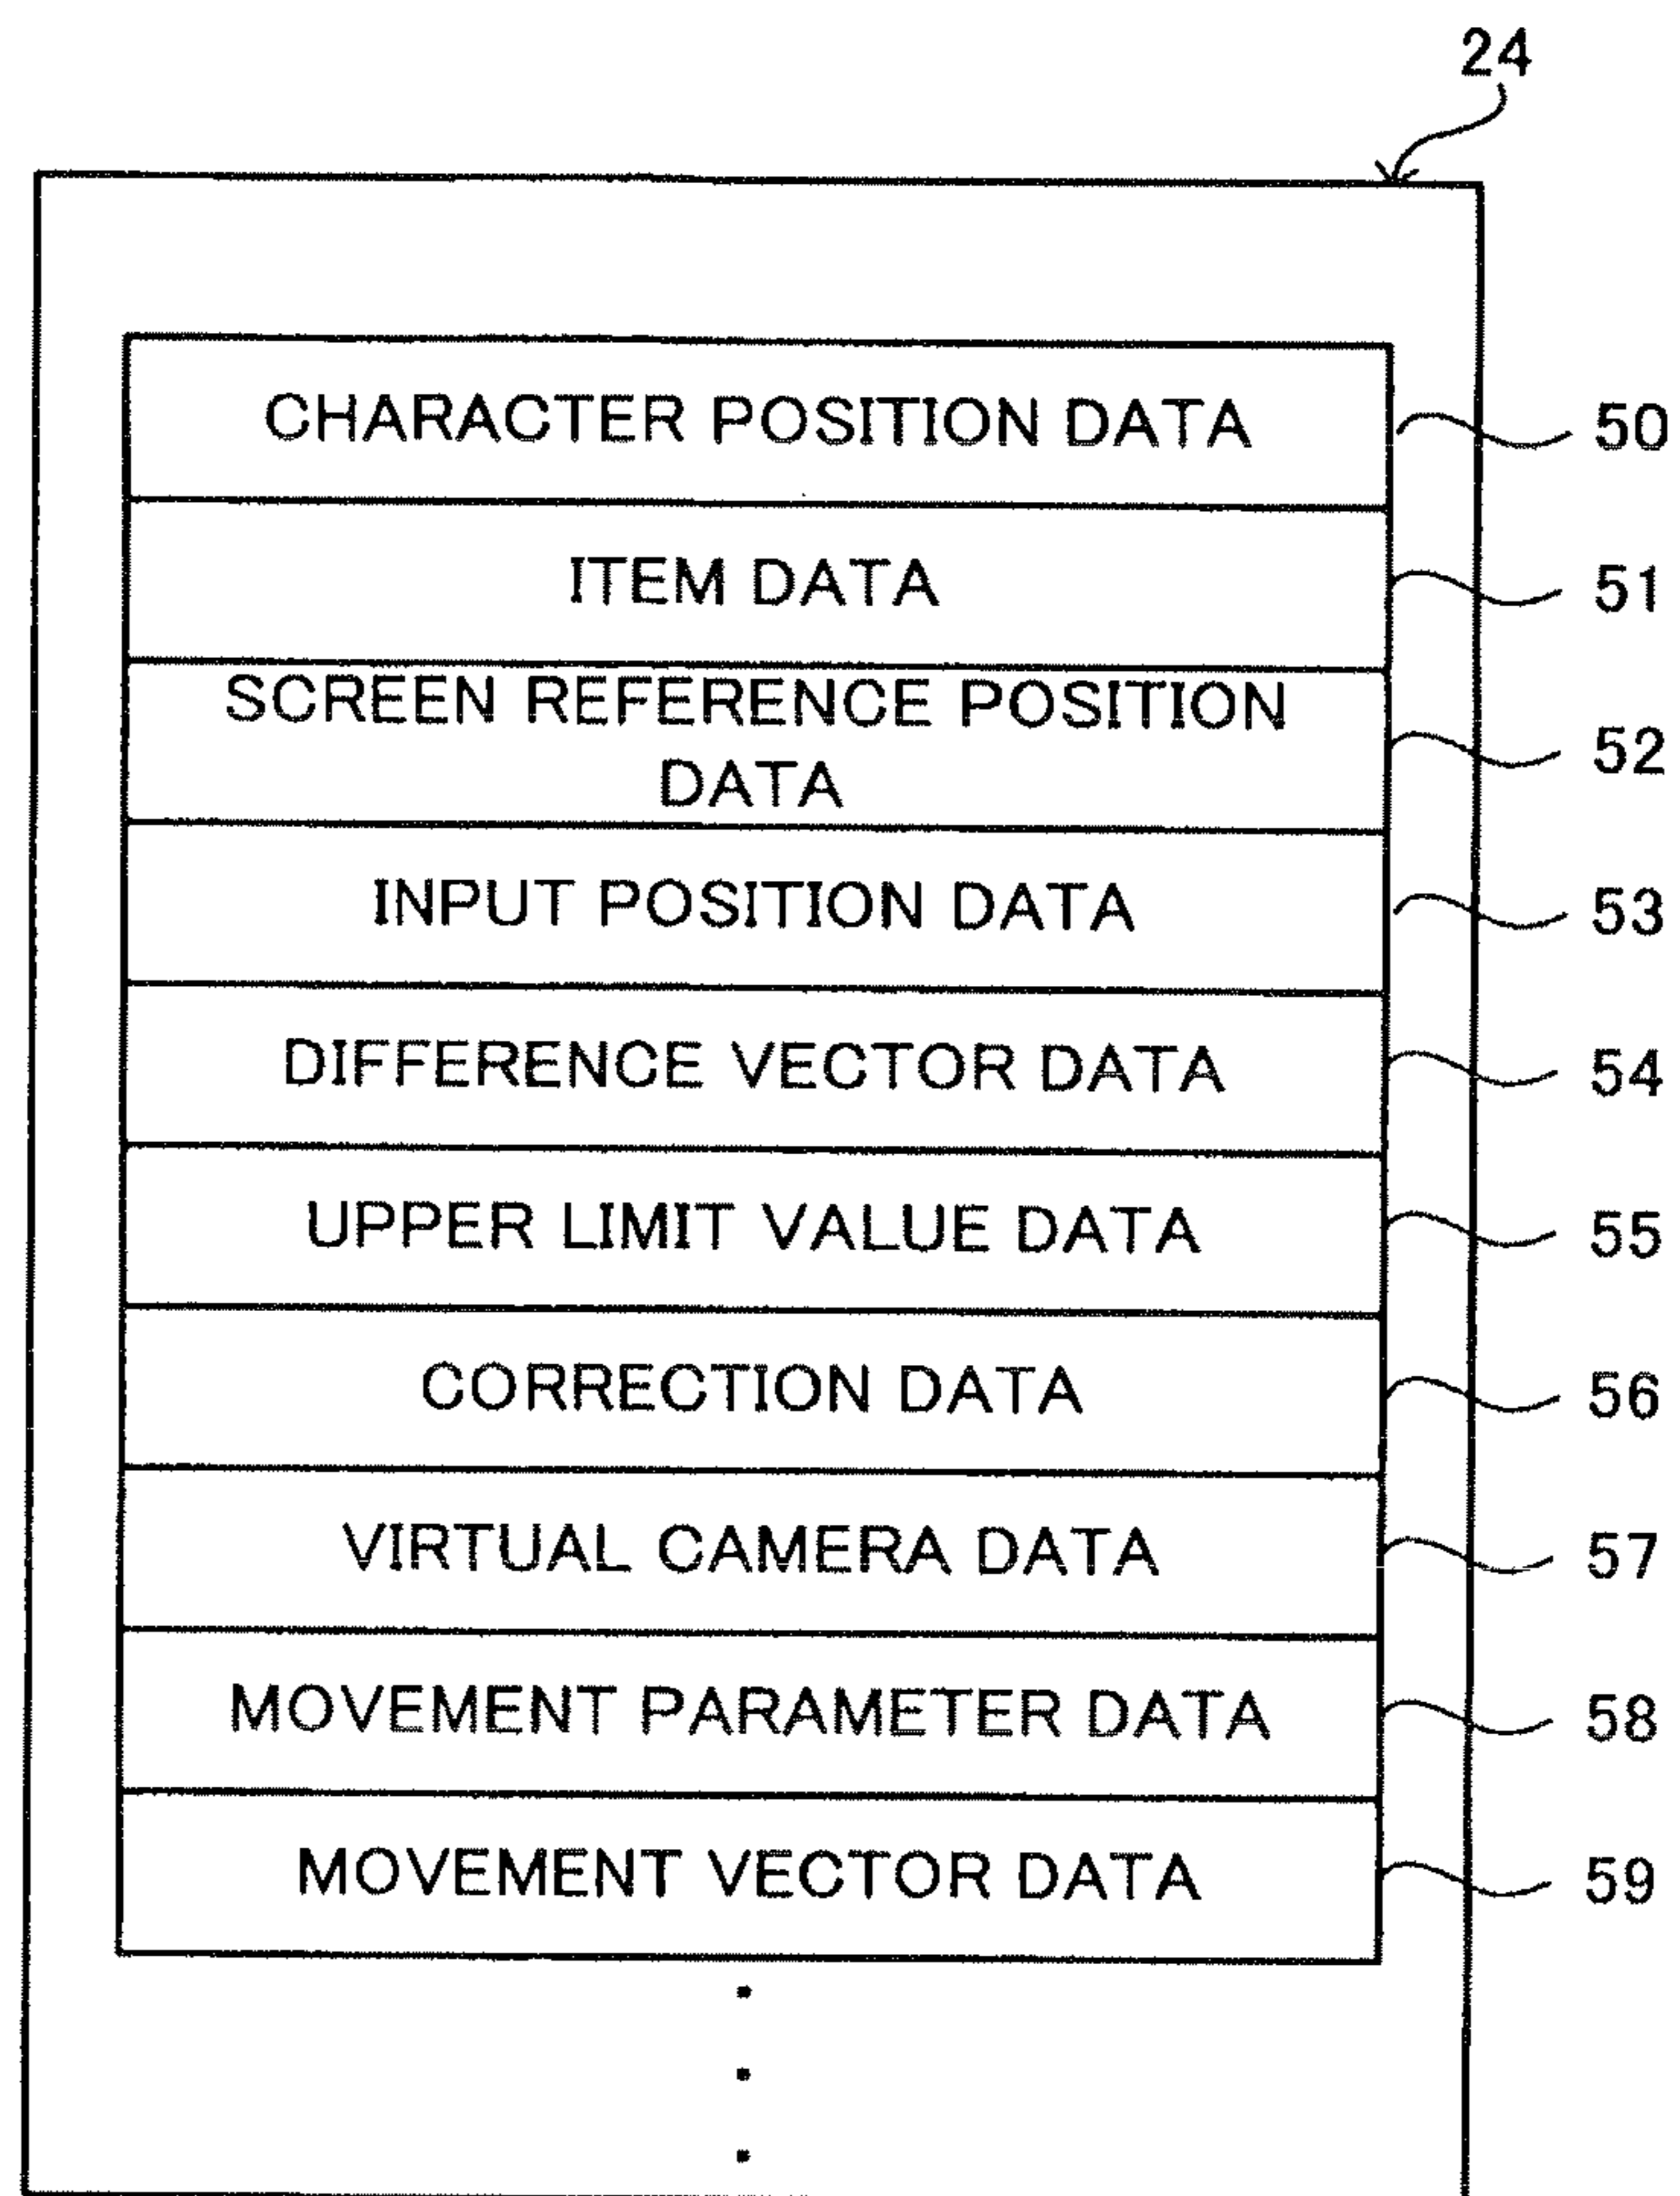 24
CHARACTER POSITION DATA 50
ITEM DATA 51
SCREEN REFERENCE POSITION
DATA 52
INPUT POSITION DATA 53
DIFFERENCE VECTOR DATA 54
UPPER LIMIT VALUE DATA 55
CORRECTION DATA 56
VIRTUAL CAMERA DATA 57
MOVEMENT PARAMETER DATA 58
MOVEMENT VECTOR DATA 59